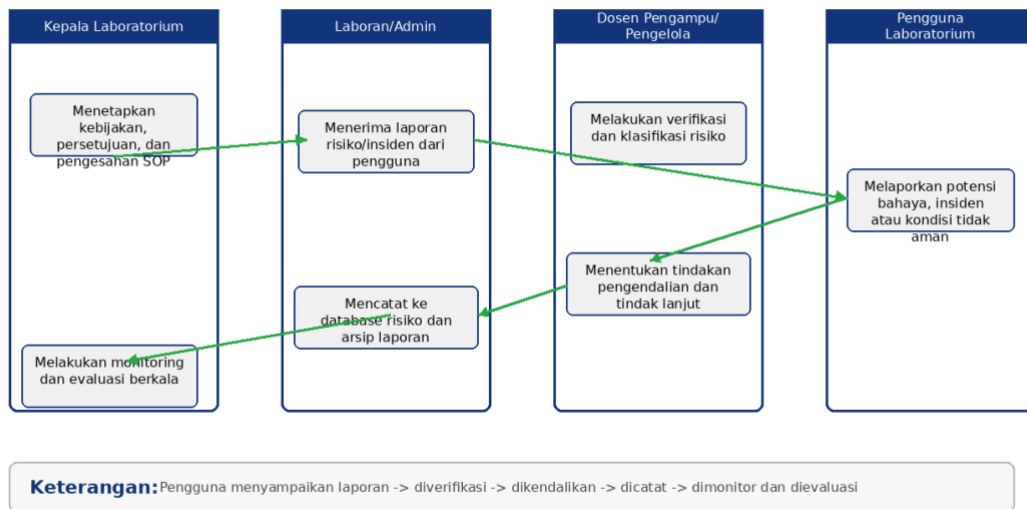 Kepala Laboratorium
Laboran/Admin
Dosen Pengampu/
Pengelola
Pengguna
Laboratorium
Menetapkan
kebijakan,
persetujuan, dan
pengesahan SOP
Menerima laporan
risiko/insiden dari
pengguna
Melakukan verifikasi
dan klasifikasi risiko
Melaporkan potensi
bahaya, insiden
atau kondisi tidak
aman
Menentukan tindakan
pengendalian dan
tindak lanjut
Mencatat ke
database risiko dan
arsip laporan
Melakukan monitoring
dan evaluasi berkala
Keterangan: Pengguna menyampaikan laporan -> diverifikasi -> dikendalikan -> dicatat -> dimonitor dan dievaluasi